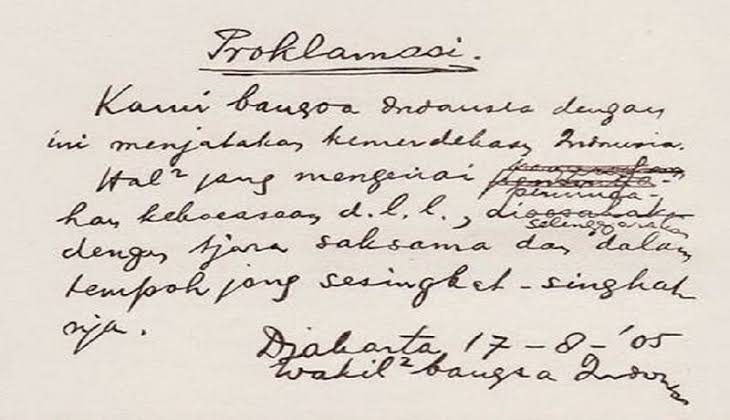 Proklamasi.
Kami bangsa Indonesia dengan
ini menjatakan kemerdekaan Indonesia.
Hal² jang mengenai
peminda-
han kekoeasaan d.l.l.,
diselenggarakan
dengan tjara saksama dan dalam
tempoh jang sesingkat-singkat
nja.
Djakarta 17-8-'05
Wakil² bangsa Indonesia